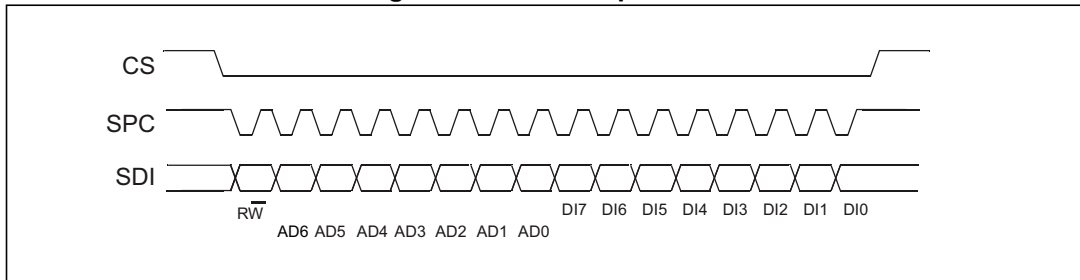 CS
SPC
SDI
RW̅
DI7 DI6 DI5 DI4 DI3 DI2 DI1 DI0
AD6 AD5 AD4 AD3 AD2 AD1 AD0